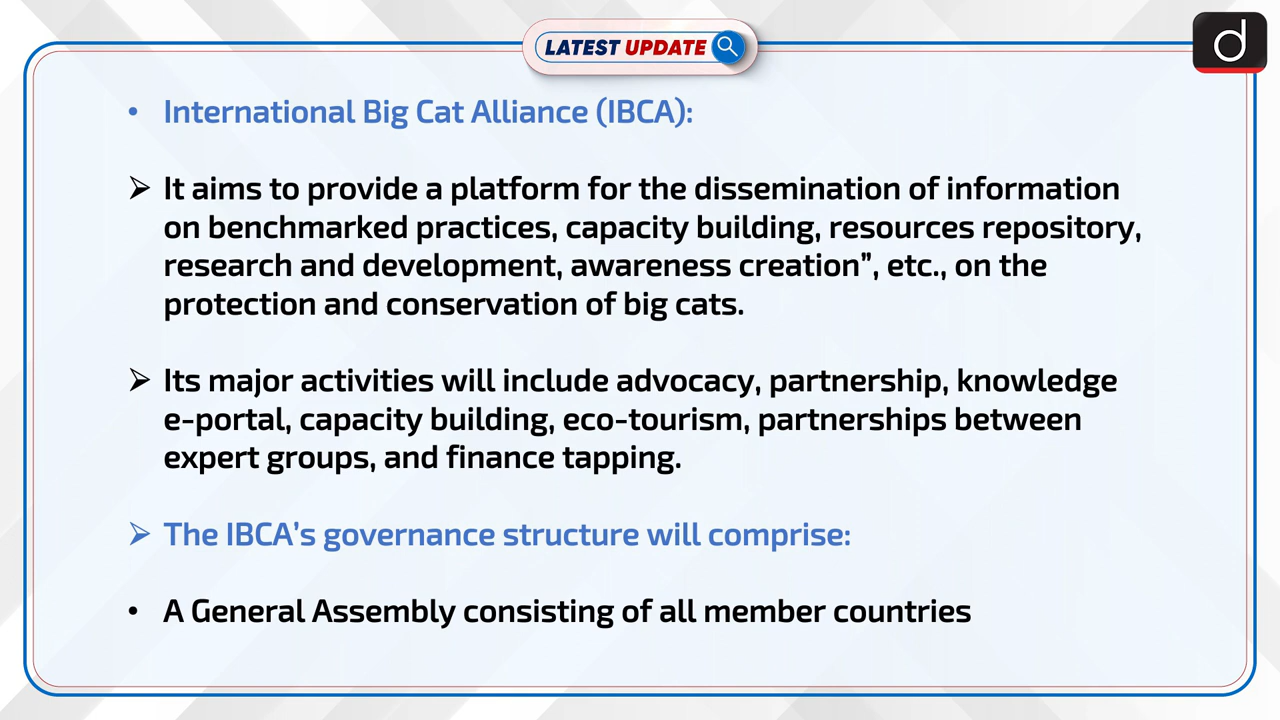 LATEST UPDATE
d
• International Big Cat Alliance (IBCA):
➢ It aims to provide a platform for the dissemination of information
on benchmarked practices, capacity building, resources repository,
research and development, awareness creation”, etc., on the
protection and conservation of big cats.
➢ Its major activities will include advocacy, partnership, knowledge
e-portal, capacity building, eco-tourism, partnerships between
expert groups, and finance tapping.
➢ The IBCA’s governance structure will comprise:
• A General Assembly consisting of all member countries